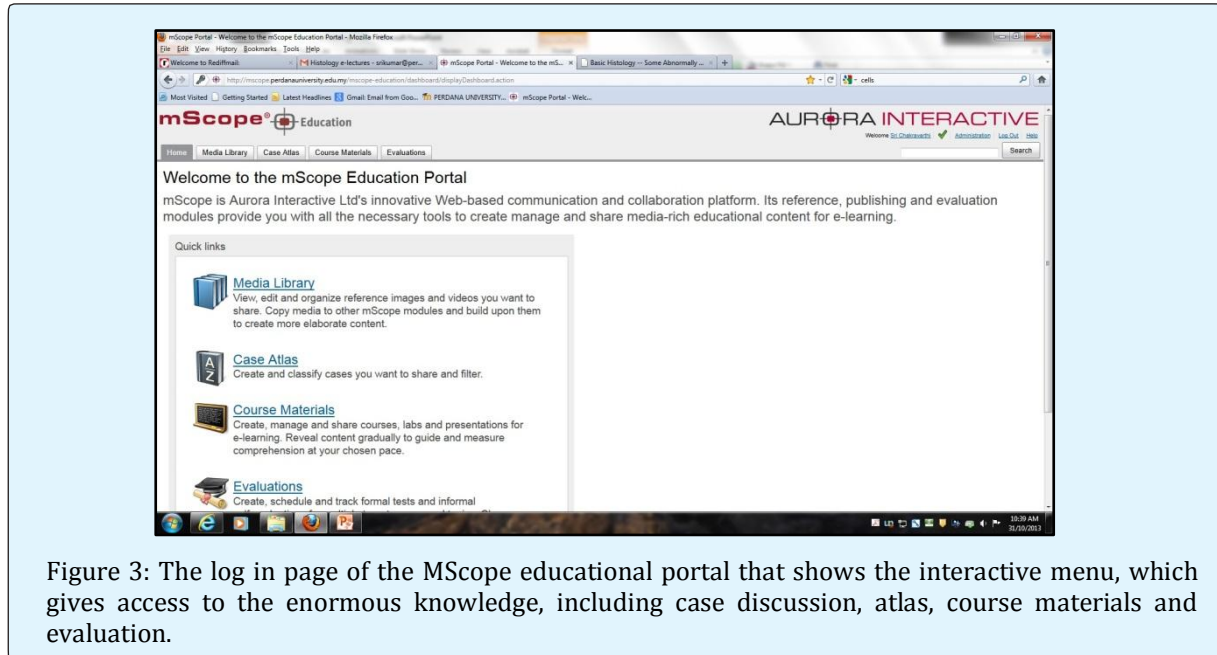 mScope Portal - Welcome to the mScope Education Portal - Mozilla Firefox
File Edit View History Bookmarks Tools Help
Welcome to Rediffmail: Histology e-lectures - srikumar@per... mScope Portal - Welcome to the mS... Basic Histology -- Some Abnormally ...
http://mscope.perdanauniversity.edu.my/mscope-education/dashboard/displayDashboard.action cells
Most Visited Getting Started Latest Headlines Gmail: Email from Goo... PERDANA UNIVERSITY... mScope Portal - Welc...
mScope® Education AURORA INTERACTIVE
Welcome Sri Chakravarthi Administration Log Out Help
Home Media Library Case Atlas Course Materials Evaluations Search
Welcome to the mScope Education Portal
mScope is Aurora Interactive Ltd's innovative Web-based communication and collaboration platform. Its reference, publishing and evaluation
modules provide you with all the necessary tools to create manage and share media-rich educational content for e-learning.
Quick links
Media Library
View, edit and organize reference images and videos you want to
share. Copy media to other mScope modules and build upon them
to create more elaborate content.
A Z
Case Atlas
Create and classify cases you want to share and filter.
Course Materials
Create, manage and share courses, labs and presentations for
e-learning. Reveal content gradually to guide and measure
comprehension at your chosen pace.
Evaluations
Create, schedule and track formal tests and informal
10:39 AM
31/10/2013
Figure 3: The log in page of the MScope educational portal that shows the interactive menu, which
gives access to the enormous knowledge, including case discussion, atlas, course materials and
evaluation.